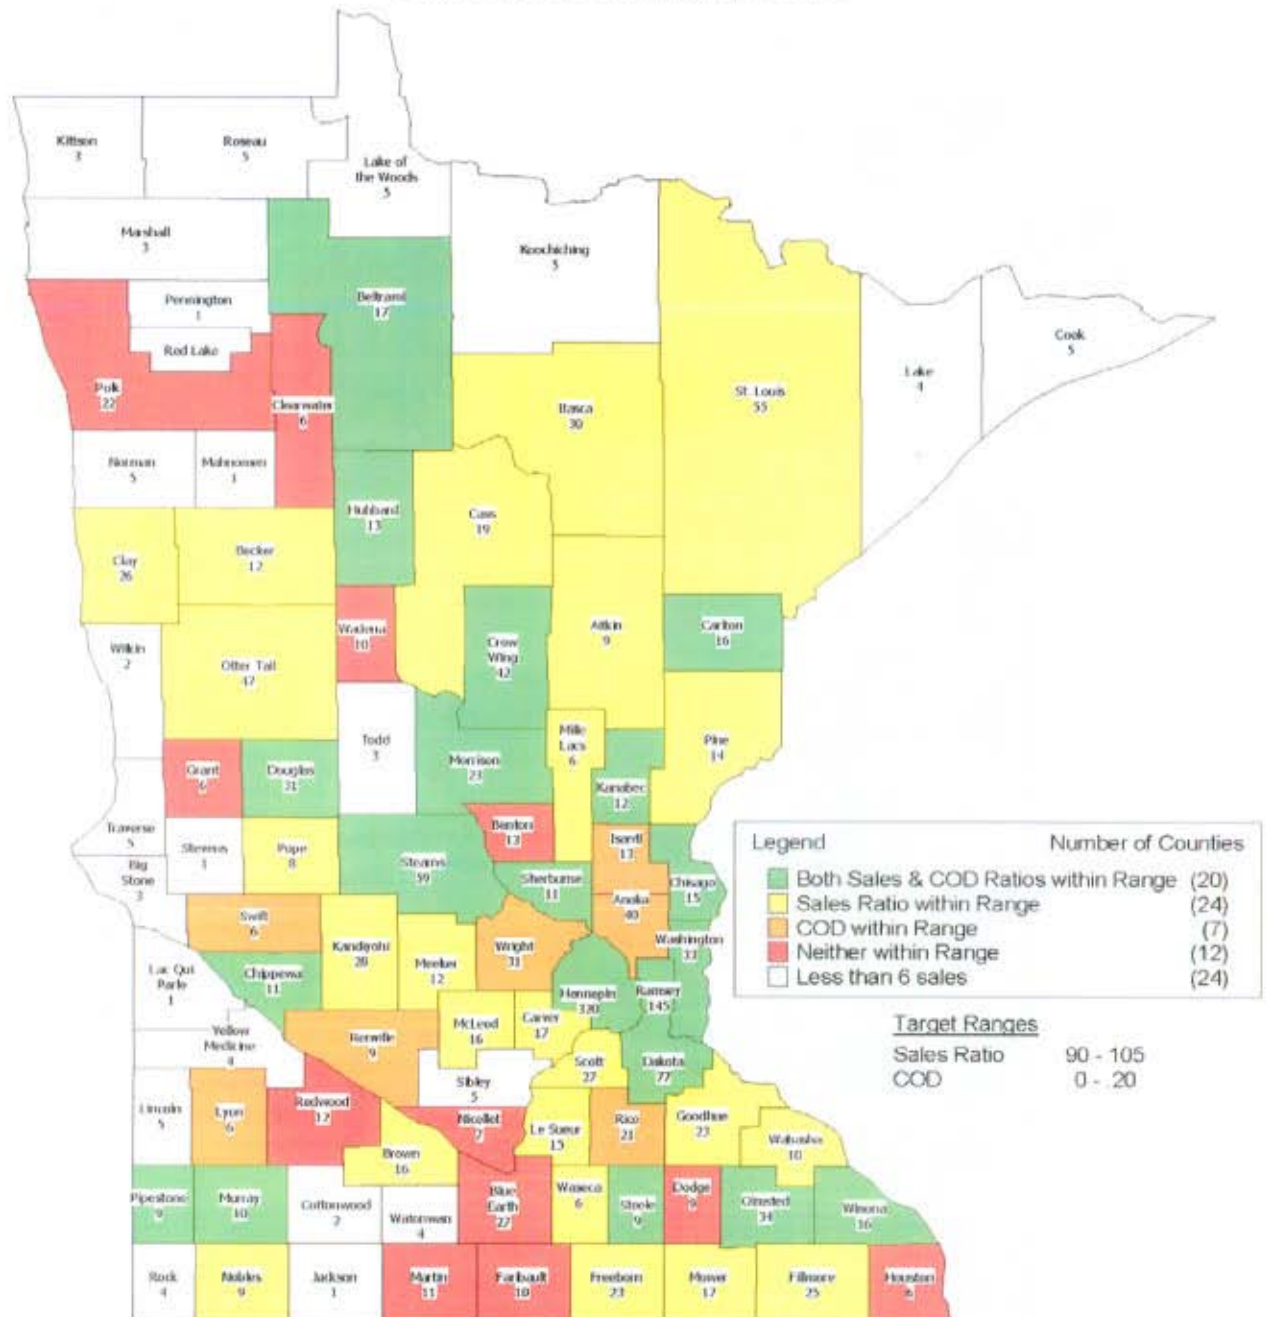 Kittson
3
Roseau
5
Lake of
the Woods
5
Marshall
3
Koochiching
5
Beltrami
17
Pennington
1
Red Lake
Polk
22
Clearwater
6
Cook
5
Lake
4
St. Louis
55
Itasca
30
Norman
5
Mahnomen
1
Hubbard
13
Cass
19
Clay
26
Becker
12
Wadena
10
Crow
Wing
42
Aitkin
9
Carlton
16
Wilkin
2
Otter Tail
47
Todd
3
Morrison
23
Mille
Lacs
6
Pine
14
Kanabec
12
Grant
6
Douglas
31
Traverse
5
Stevens
1
Pope
8
Stearns
59
Benton
13
Isanti
13
Sherburne
11
Chisago
15
Big
Stone
3
Swift
6
Kandiyohi
28
Meeker
12
Wright
31
Anoka
40
Washington
33
Lac Qui
Parle
1
Chippewa
11
Hennepin
320
Ramsey
145
Yellow
Medicine
4
Renville
9
McLeod
16
Carver
17
Scott
27
Dakota
77
Sibley
5
Lincoln
5
Lyon
6
Redwood
12
Nicollet
7
Le Sueur
15
Rice
21
Goodhue
23
Wabasha
10
Brown
16
Pipestone
9
Murray
10
Cottonwood
2
Watonwan
4
Blue
Earth
27
Waseca
6
Steele
9
Dodge
9
Olmsted
34
Winona
16
Rock
4
Nobles
9
Jackson
1
Martin
11
Faribault
10
Freeborn
23
Mower
17
Fillmore
25
Houston
6
Legend Number of Counties
Both Sales & COD Ratios within Range (20)
Sales Ratio within Range (24)
COD within Range (7)
Neither within Range (12)
Less than 6 sales (24)
Target Ranges
Sales Ratio 90 - 105
COD 0 - 20